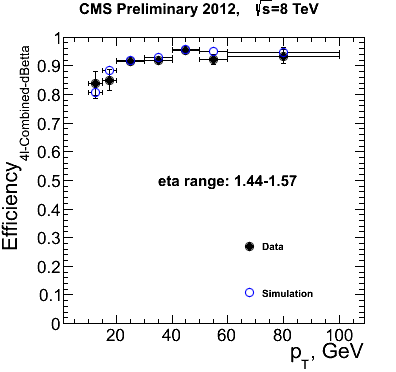 CMS Preliminary 2012, √s=8 TeV
Efficiency4l-Combined-dBetta
1
0.9
0.8
0.7
0.6
0.5
0.4
0.3
0.2
0.1
0
eta range: 1.44-1.57
Data
Simulation
20 40 60 80 100
pT, GeV